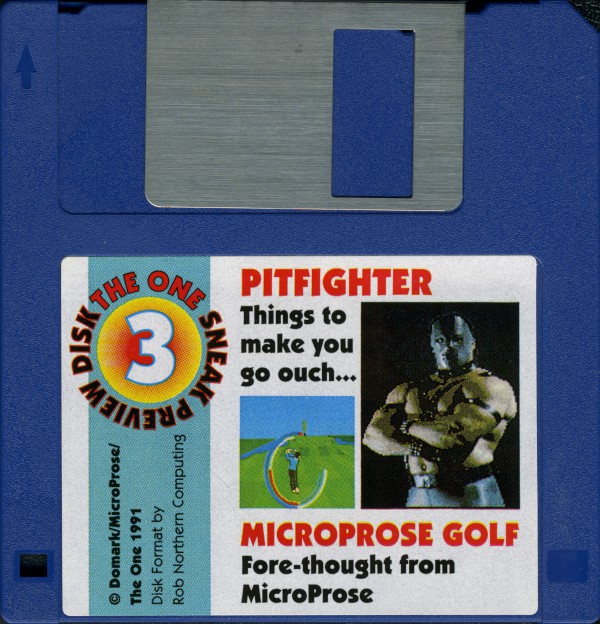 THE ONE
SNEAK PREVIEW DISK
3
© Domark/MicroProse/
The One 1991
Disk Format by
Rob Northern Computing
PITFIGHTER
Things to
make you
go ouch...
MICROPROSE GOLF
Fore-thought from
MicroProse